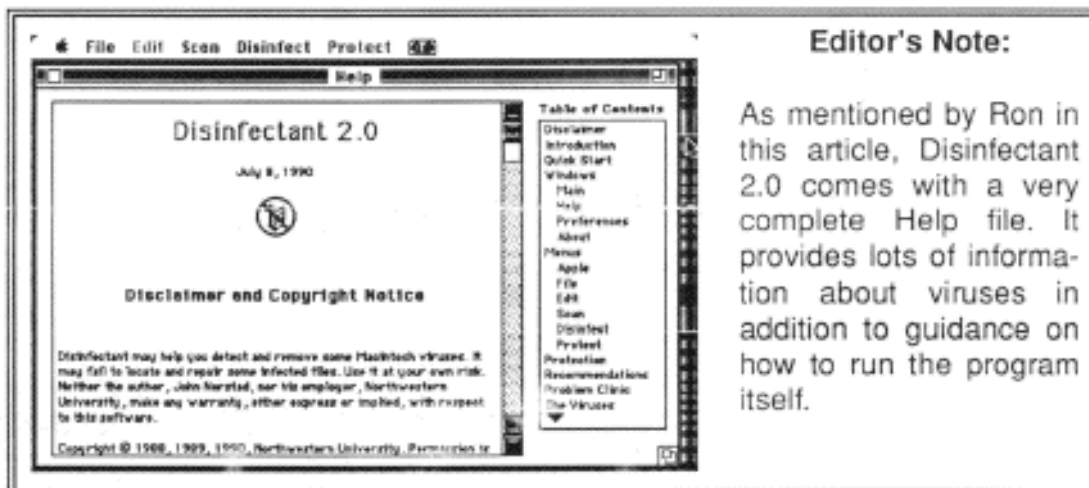 File Edit Scan Disinfect Protect
Help
Disinfectant 2.0
July 8, 1990
Disclaimer and Copyright Notice
Disinfectant may help you detect and remove some Macintosh viruses. It
may fail to locate and repair some infected files. Use it at your own risk.
Neither the author, John Norstad, nor his employer, Northwestern
University, make any warranty, either express or implied, with respect
to this software.
Copyright © 1988, 1989, 1990, Northwestern University. Permission is
Table of Contents
Disclaimer
Introduction
Quick Start
Windows
Main
Help
Preferences
About
Menus
Apple
File
Edit
Scan
Disinfect
Protect
Protection
Recommendations
Problem Clinic
The Viruses
Editor's Note:
As mentioned by Ron in
this article, Disinfectant
2.0 comes with a very
complete Help file. It
provides lots of informa-
tion about viruses in
addition to guidance on
how to run the program
itself.